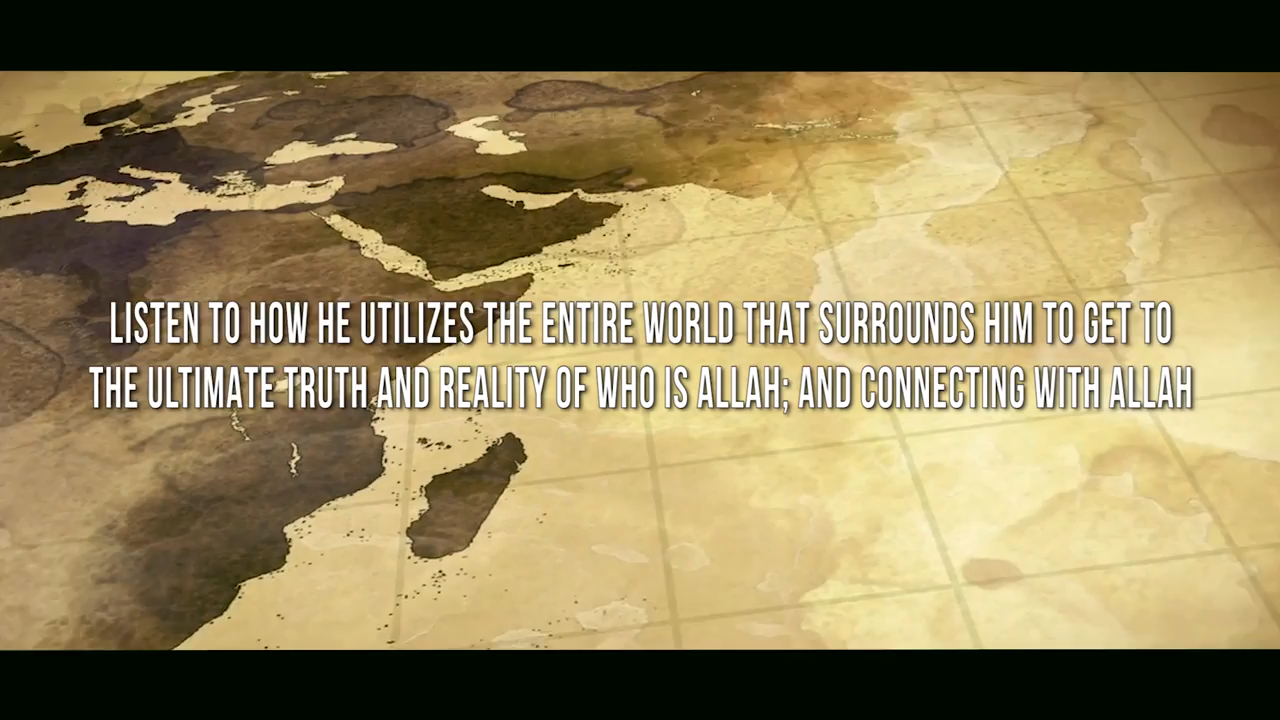 LISTEN TO HOW HE UTILIZES THE ENTIRE WORLD THAT SURROUNDS HIM TO GET TO
THE ULTIMATE TRUTH AND REALITY OF WHO IS ALLAH; AND CONNECTING WITH ALLAH